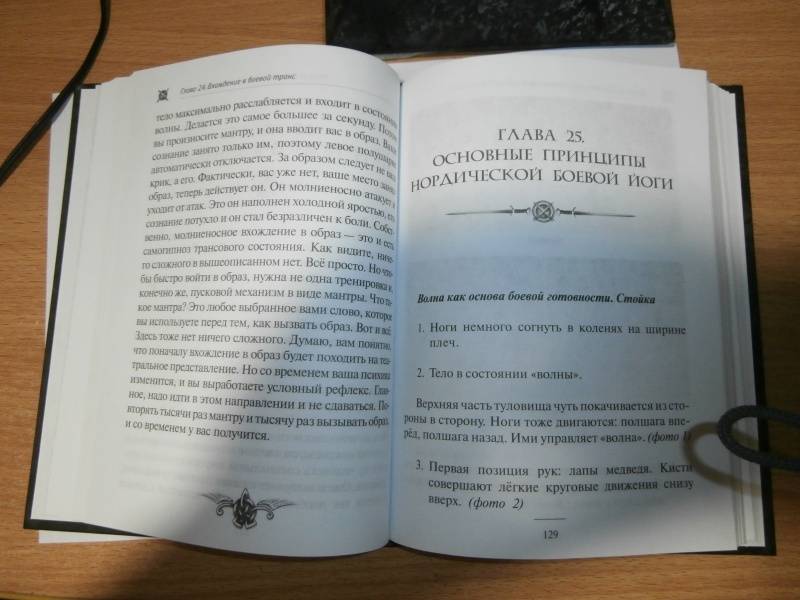 Глава 24. Вхождение в боевой транс
тело максимально расслабляется и входит в состояние
волны. Делается это самое большее за секунду. Потом
вы произносите мантру, и она вводит вас в образ. Ваше
сознание занято только им, поэтому левое полушарие
автоматически отключается. За образом следует не ваш
крик, а его. Фактически, вас уже нет, ваше место занял
образ, теперь действует он. Он молниеносно атакует и
уходит от атак. Это он наполнен холодной яростью, его
сознание потухло и он стал безразличен к боли. Собст-
венно, молниеносное вхождение в образ — это и есть
самогипноз трансового состояния. Как видите, ниче-
го сложного в вышеописанном нет. Всё просто. Но что-
бы быстро войти в образ, нужна не одна тренировка и,
конечно же, пусковой механизм в виде мантры. Что та-
кое мантра? Это любое выбранное вами слово, которое
вы используете перед тем, как вызвать образ. Вот и всё.
Здесь тоже нет ничего сложного. Думаю, вам понятно,
что поначалу вхождение в образ будет походить на теа-
тральное представление. Но со временем ваша психика
изменится, и вы выработаете условный рефлекс. Глав-
ное, надо идти в этом направлении и не сдаваться. По-
вторять тысячи раз мантру и тысячу раз вызывать образ,
и со временем у вас получится.
ГЛАВА 25.
ОСНОВНЫЕ ПРИНЦИПЫ
НОРДИЧЕСКОЙ БОЕВОЙ ЙОГИ
Волна как основа боевой готовности. Стойка
1. Ноги немного согнуть в коленях на ширине
плеч.
2. Тело в состоянии «волны».
Верхняя часть туловища чуть покачивается из сто-
роны в сторону. Ноги тоже двигаются: полшага впе-
рёд, полшага назад. Ими управляет «волна». (фото 1)
3. Первая позиция рук: лапы медведя. Кисти
совершают лёгкие круговые движения снизу
вверх. (фото 2)
129